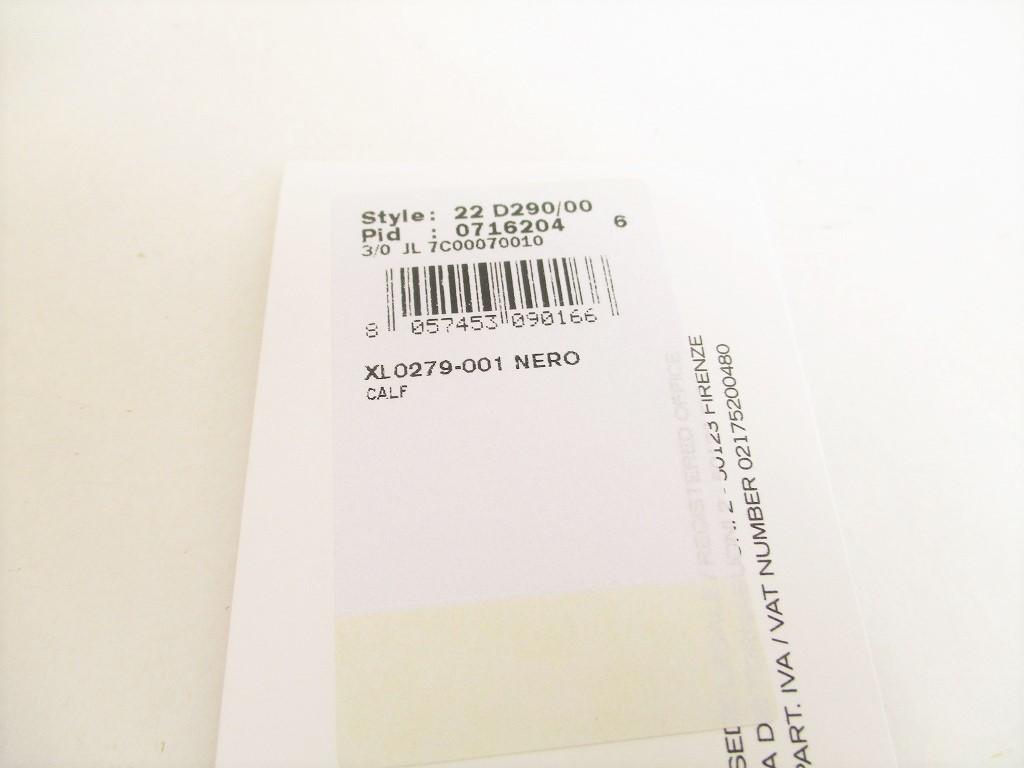 Style: 22 D290/00
Pid : 0716204 6
3/0 JL 7C00070010
8 057453 090166
XL0279-001 NERO
CALF
REGISTERED OFFICE
2 - 50123 FIRENZE
PART. IVA / VAT NUMBER 02175200480